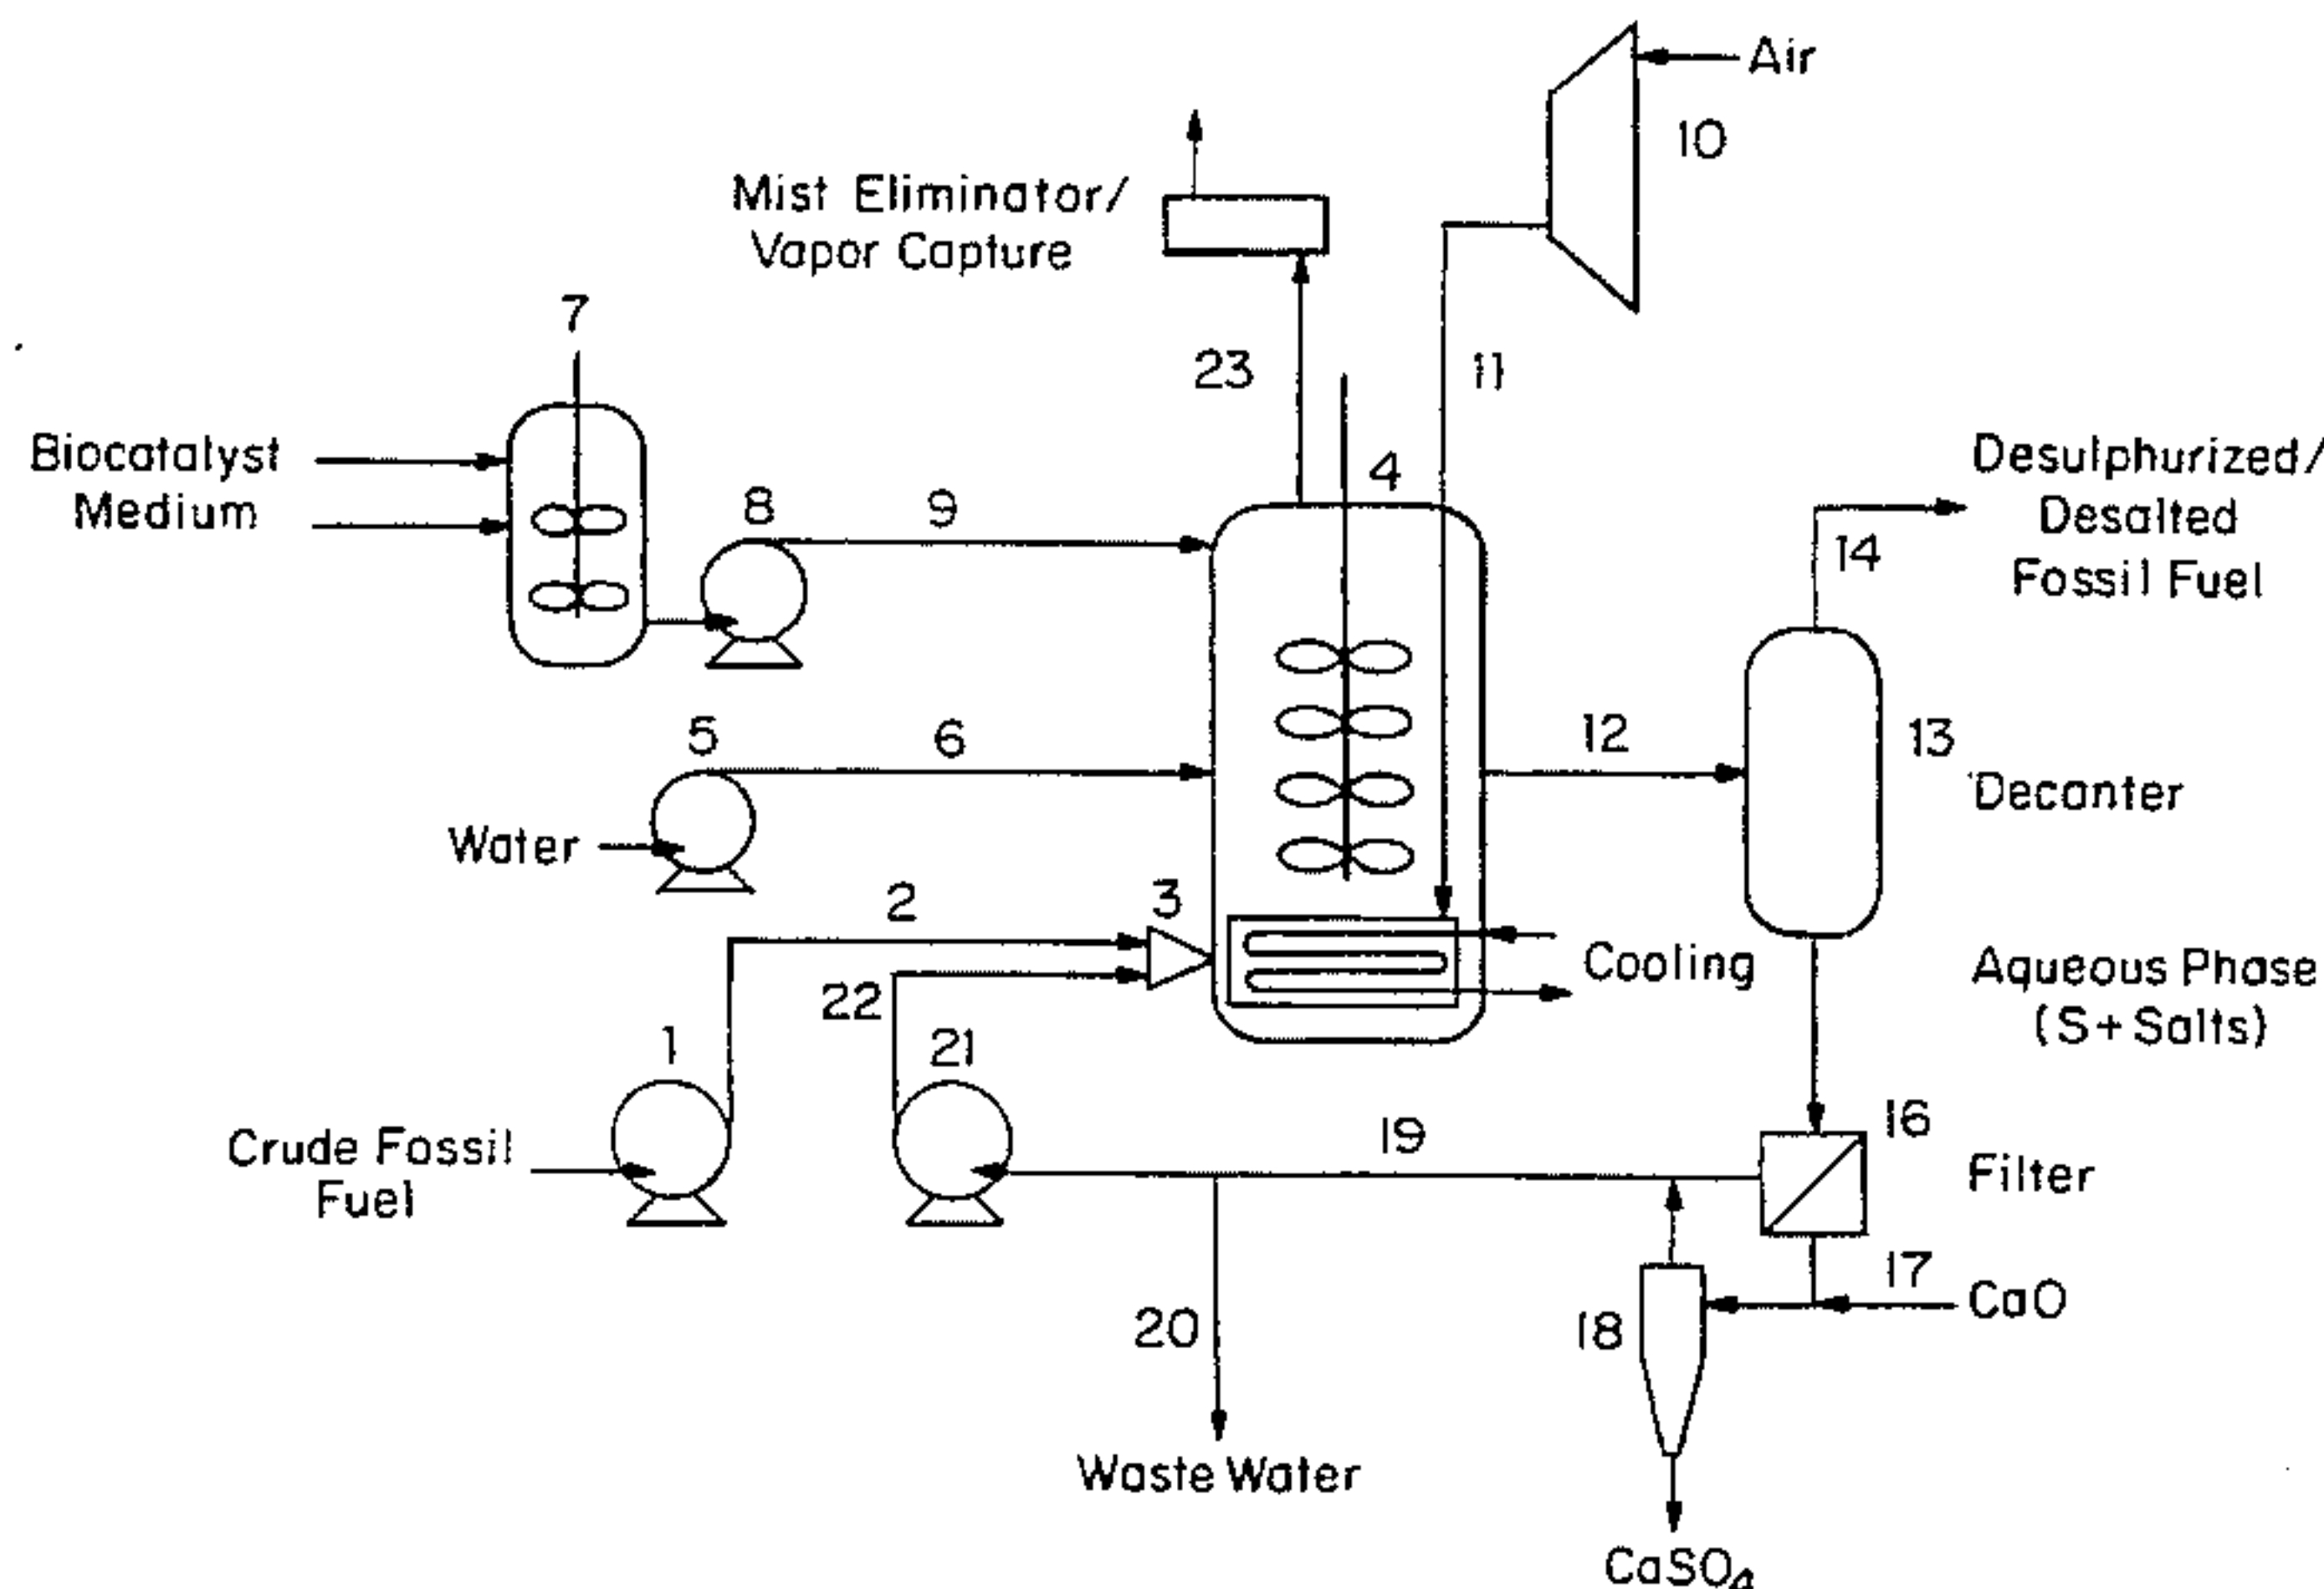 Air
10
Mist Eliminator/
Vapor Capture
7
23
11
4
Biocatalyst
Medium
8
9
Desulphurized/
Desalted
Fossil Fuel
14
5
6
12
13
Decanter
Water
2
3
22
Cooling
Aqueous Phase
(S+Salts)
1
21
16
19
Crude Fossil
Fuel
Filter
17
CaO
20
18
Waste Water
CaSO4